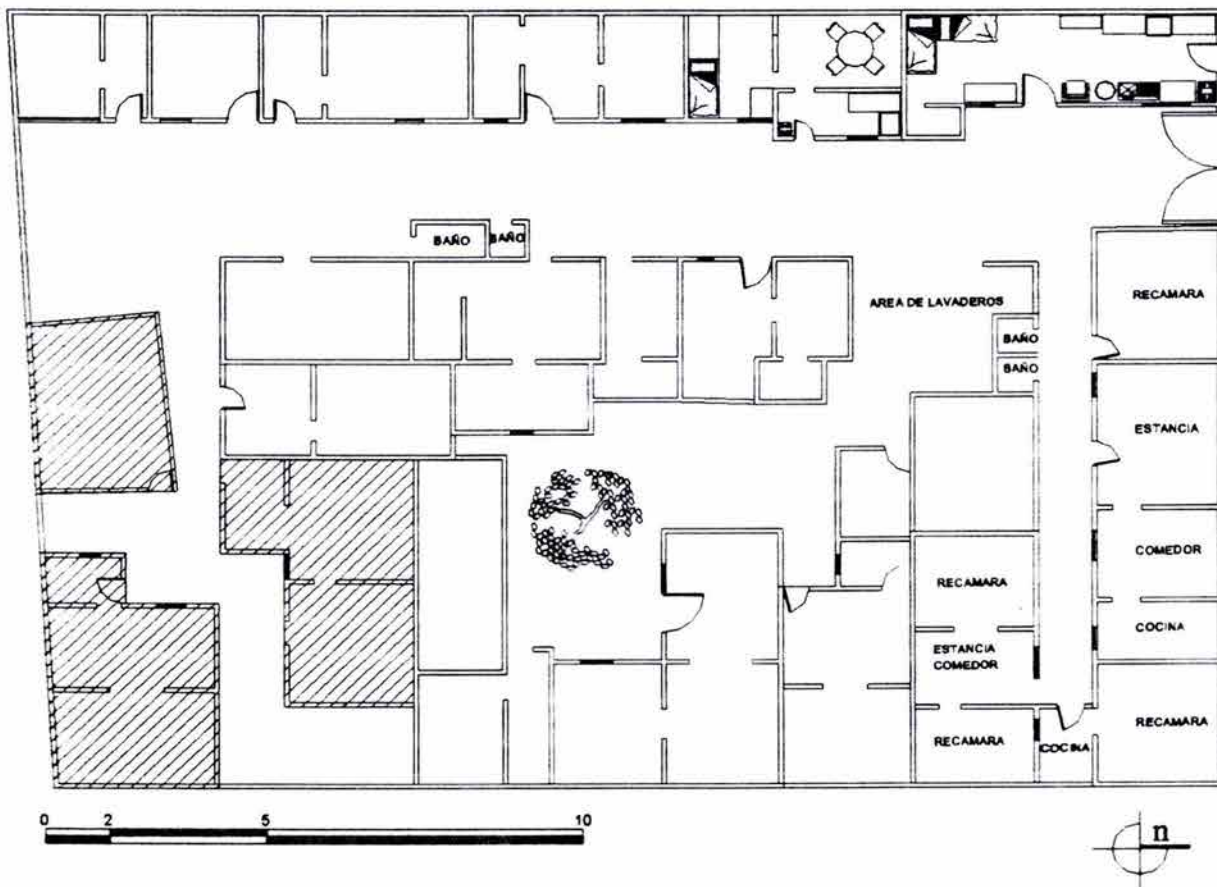 BAÑO
BAÑO
AREA DE LAVADEROS
RECAMARA
BAÑO
BAÑO
ESTANCIA
COMEDOR
RECAMARA
COCINA
ESTANCIA
COMEDOR
RECAMARA
RECAMARA
COCINA
0 2 5 10
n